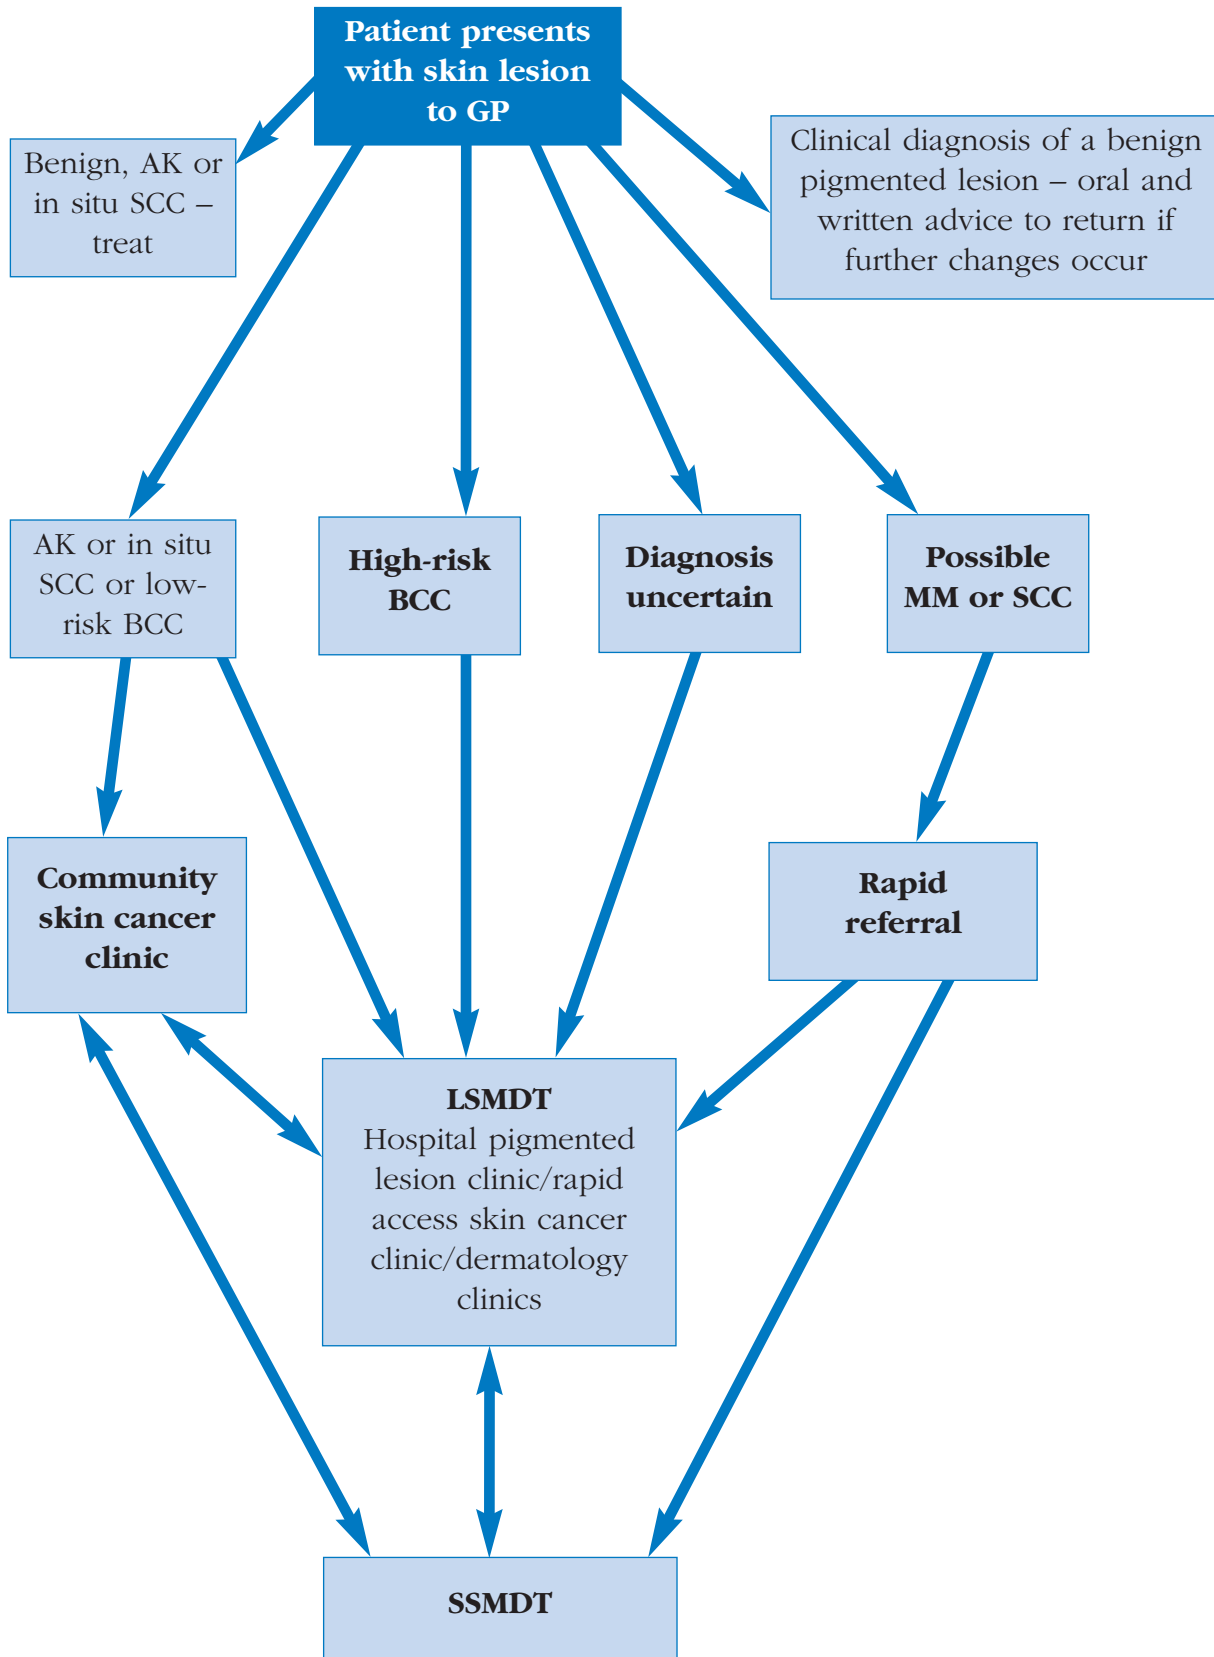 Patient presents
with skin lesion
to GP
Benign, AK or
in situ SCC –
treat
Clinical diagnosis of a benign
pigmented lesion – oral and
written advice to return if
further changes occur
AK or in situ
SCC or low-
risk BCC
High-risk
BCC
Diagnosis
uncertain
Possible
MM or SCC
Community
skin cancer
clinic
Rapid
referral
LSMDT
Hospital pigmented
lesion clinic/rapid
access skin cancer
clinic/dermatology
clinics
SSMDT